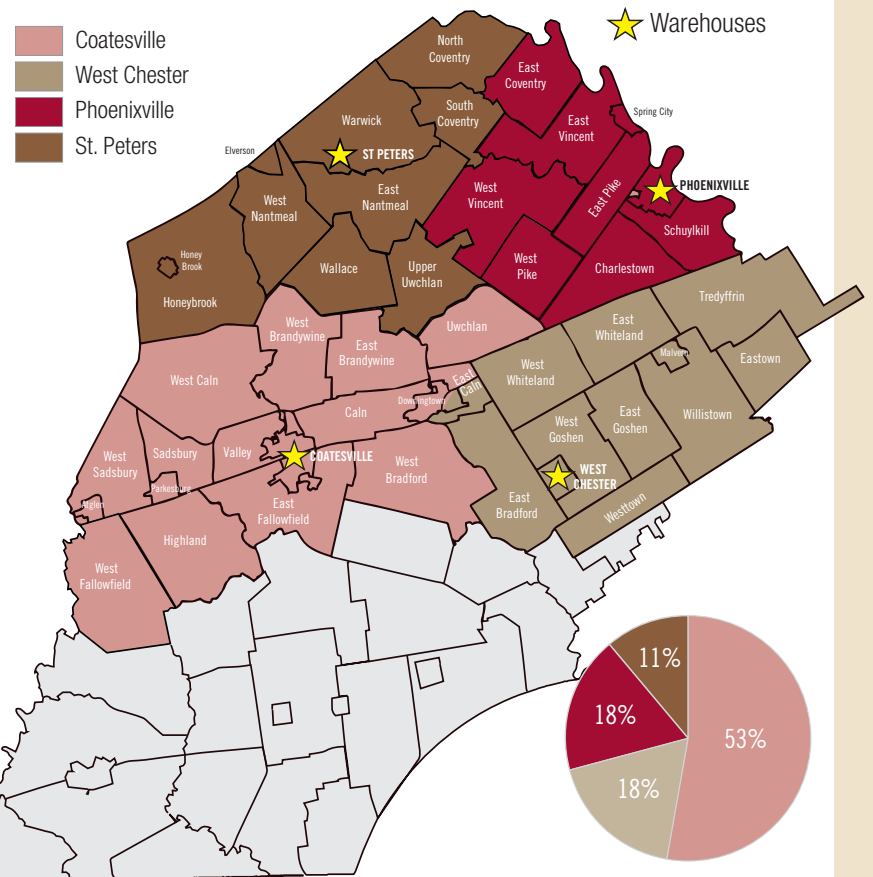 Coatesville
West Chester
Phoenixville
St. Peters
Warehouses
North
Coventry
East
Coventry
South
Coventry
Warwick
Spring City
East
Vincent
Elverson
ST PETERS
PHOENIXVILLE
West
Nantmeal
East
Nantmeal
West
Vincent
East Pike
Schuylkill
Honey
Brook
Honeybrook
Wallace
Upper
Uwchlan
West
Pike
Charlestown
Tredyffrin
West
Brandywine
East
Brandywine
Uwchlan
East
Whiteland
Malvern
Eastown
West Caln
East
Caln
West
Whiteland
Downingtown
Caln
West
Goshen
East
Goshen
Willistown
West
Sadsbury
Sadsbury
Valley
COATESVILLE
West
Bradford
WEST
CHESTER
Parkesburg
Atglen
East
Fallowfield
East
Bradford
Westtown
Highland
West
Fallowfield
11%
18%
53%
18%